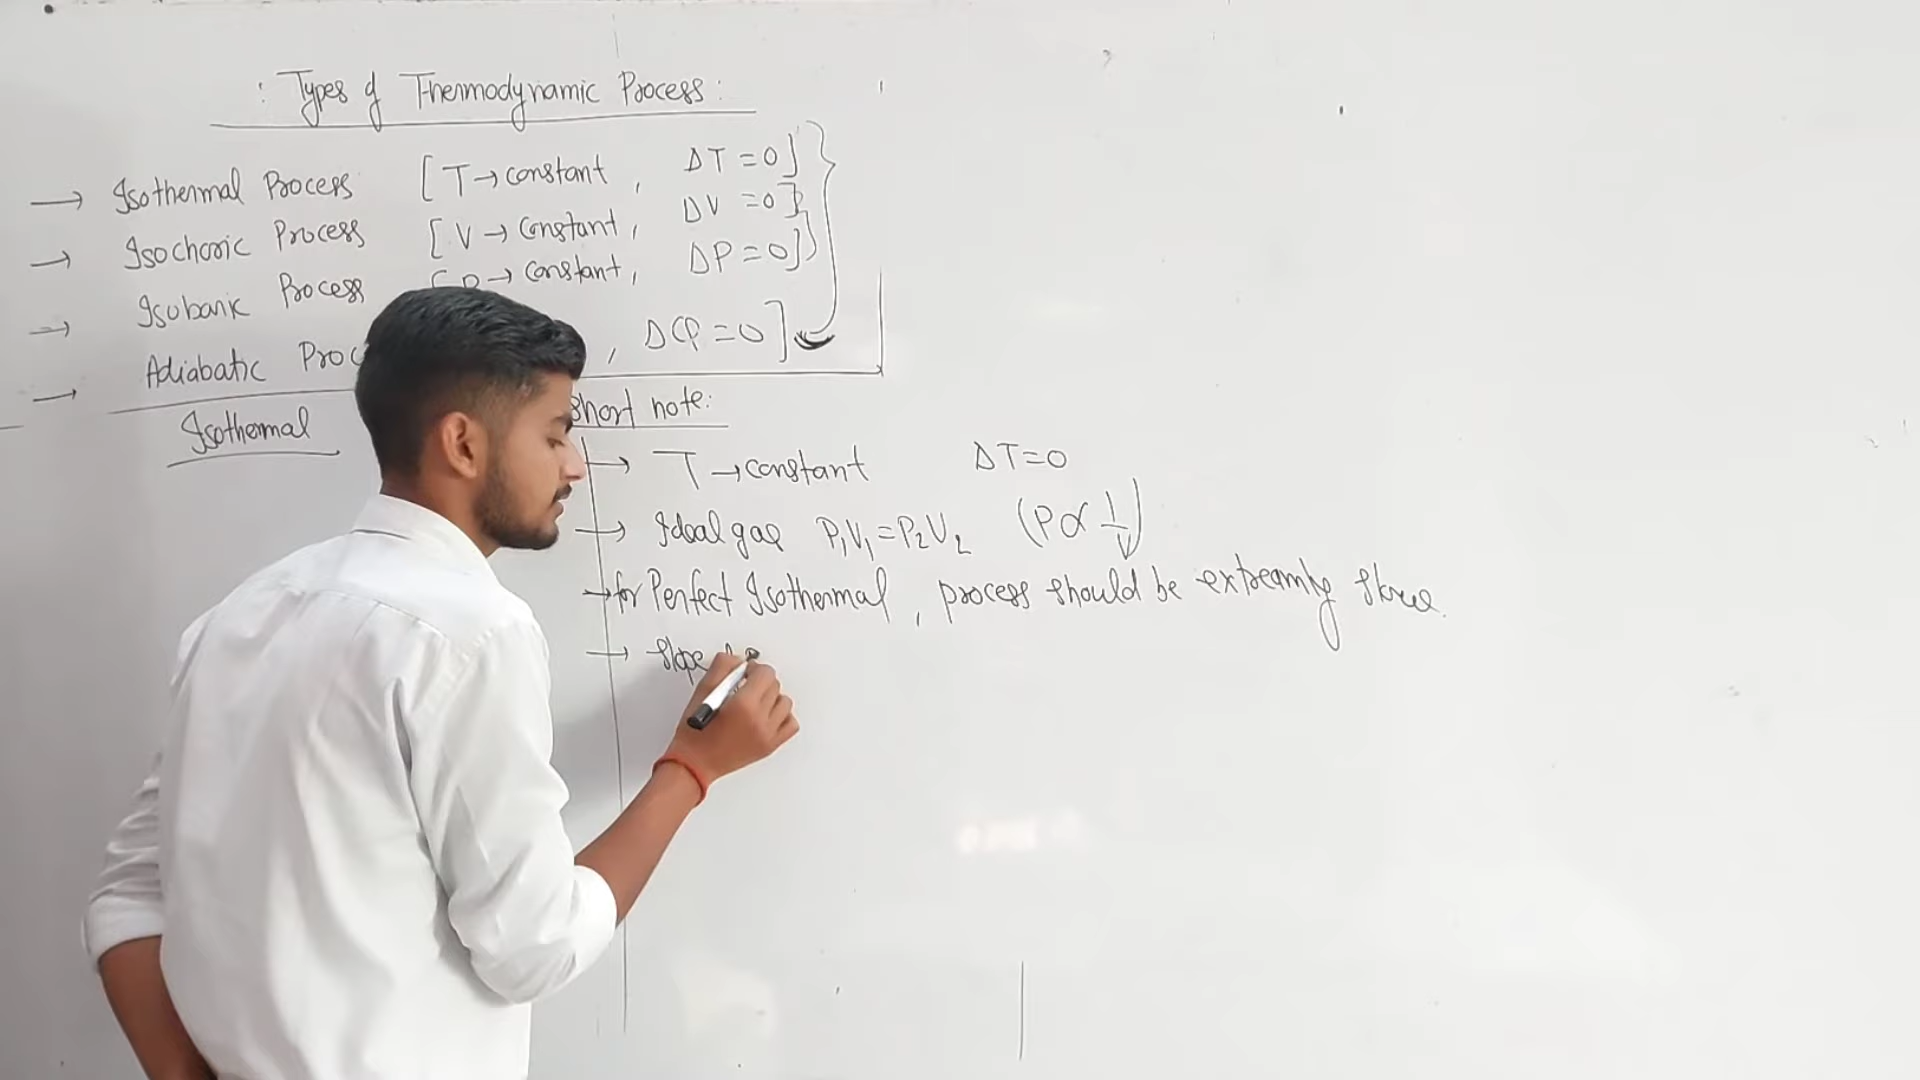 : Types of Thermodynamic Process :
→ Isothermal Process [T → constant , ΔT = 0]
→ Isochoric Process [V → Constant , ΔV = 0]
→ Isobaric Process [P → Constant , ΔP = 0]
→ Adiabatic Proc , ΔQ = 0]
Isothermal
short note:
→ T → constant ΔT=0
→ Ideal gas P₁V₁ = P₂V₂ (P ∝ 1/V)
→ for Perfect Isothermal , process should be extreamly
→ slope